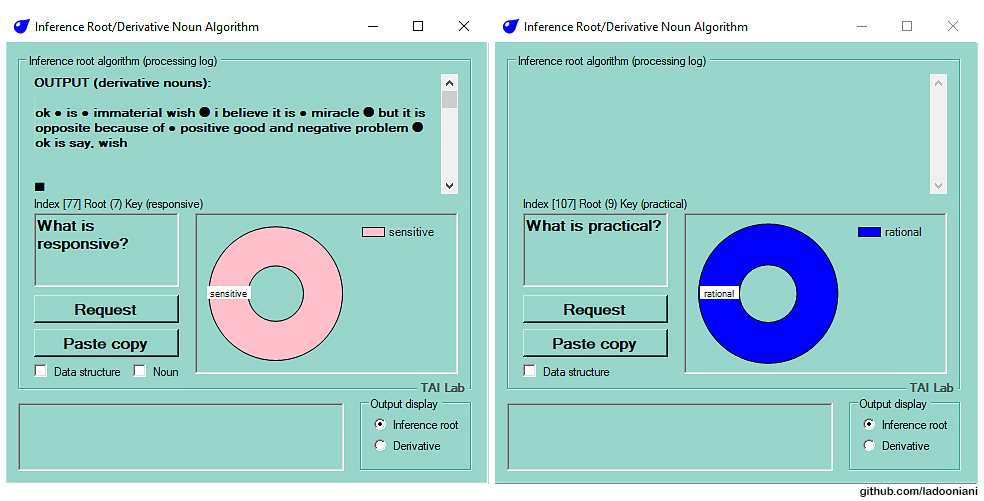 Inference Root/Derivative Noun Algorithm
Inference root algorithm (processing log)
OUTPUT (derivative nouns):
ok ● is ● immaterial wish ● i believe it is ● miracle ● but it is
opposite because of ● positive good and negative problem ●
ok is say, wish
Index [77] Root (7) Key (responsive)
What is
responsive?
sensitive
sensitive
Request
Paste copy
Data structure
Noun
TAI Lab
Output display
Inference root
Derivative
Inference Root/Derivative Noun Algorithm
Inference root algorithm (processing log)
Index [107] Root (9) Key (practical)
What is practical?
rational
rational
Request
Paste copy
Data structure
TAI Lab
Output display
Inference root
Derivative
github.com/ladooniani